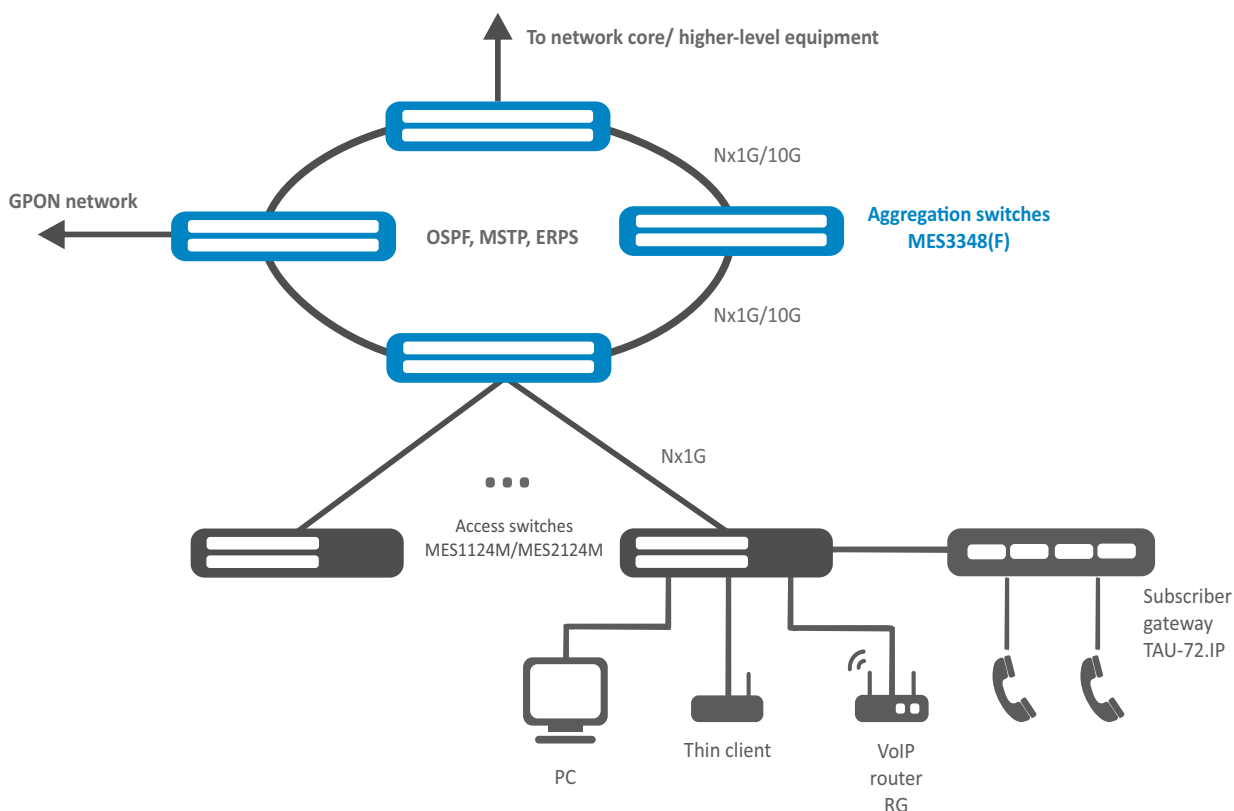 To network core/ higher-level equipment
Nx1G/10G
GPON network
OSPF, MSTP, ERPS
Aggregation switches
MES3348(F)
Nx1G/10G
Nx1G
Access switches
MES1124M/MES2124M
Subscriber
gateway
TAU-72.IP
PC
Thin client
VoIP
router
RG